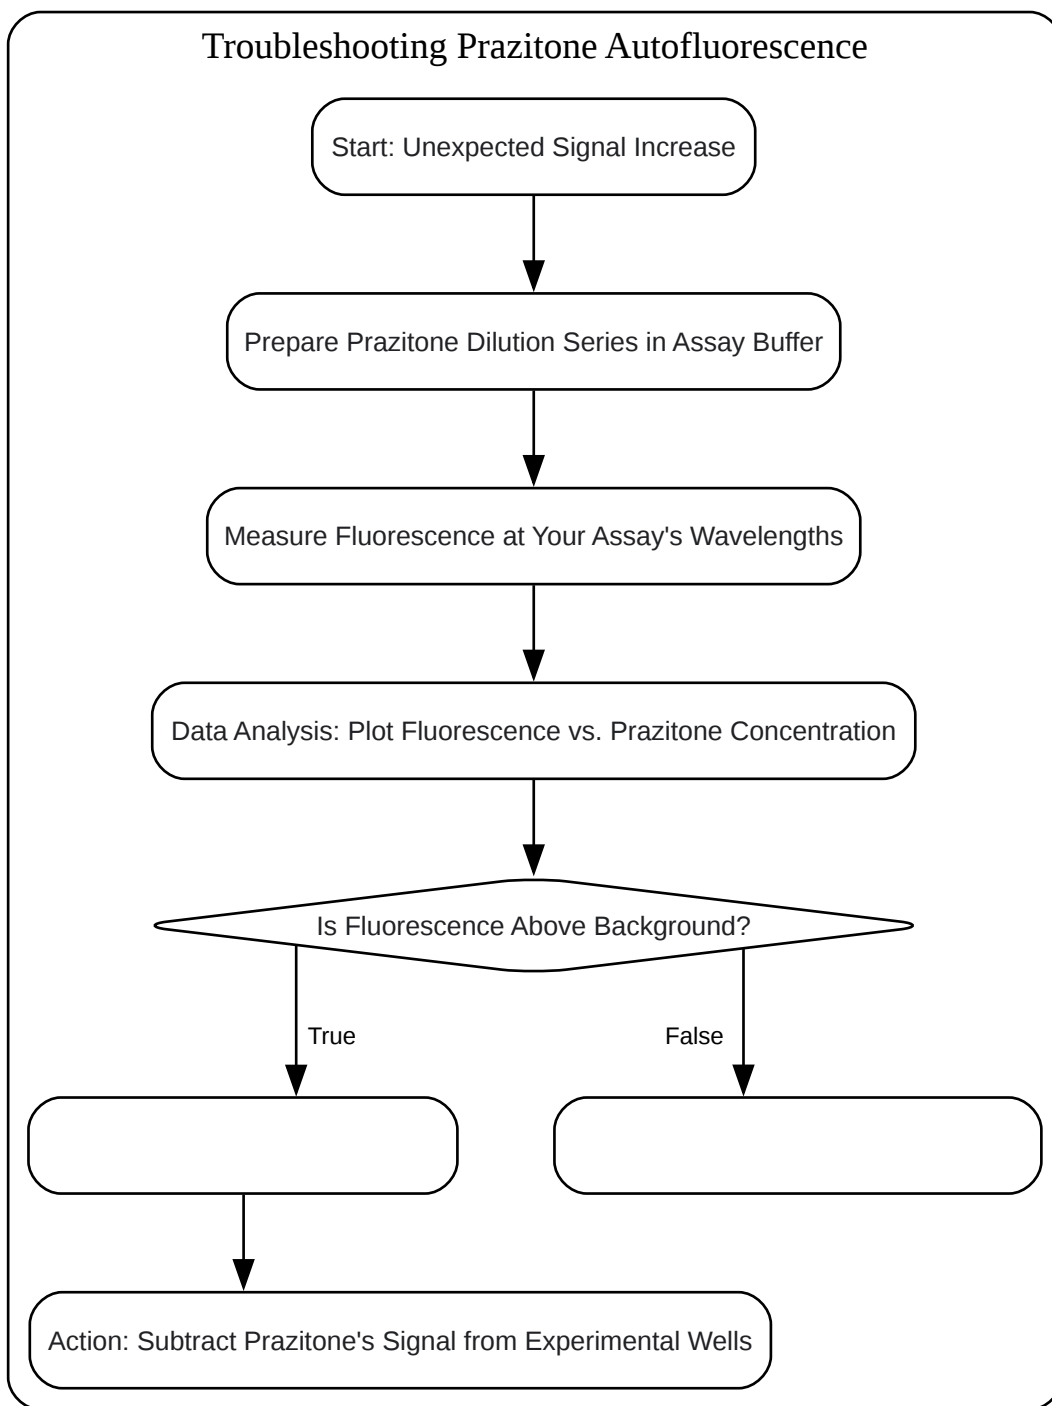 Troubleshooting Prazitone Autofluorescence
Start: Unexpected Signal Increase
Prepare Prazitone Dilution Series in Assay Buffer
Measure Fluorescence at Your Assay's Wavelengths
Data Analysis: Plot Fluorescence vs. Prazitone Concentration
Is Fluorescence Above Background?
True
False
Action: Subtract Prazitone's Signal from Experimental Wells